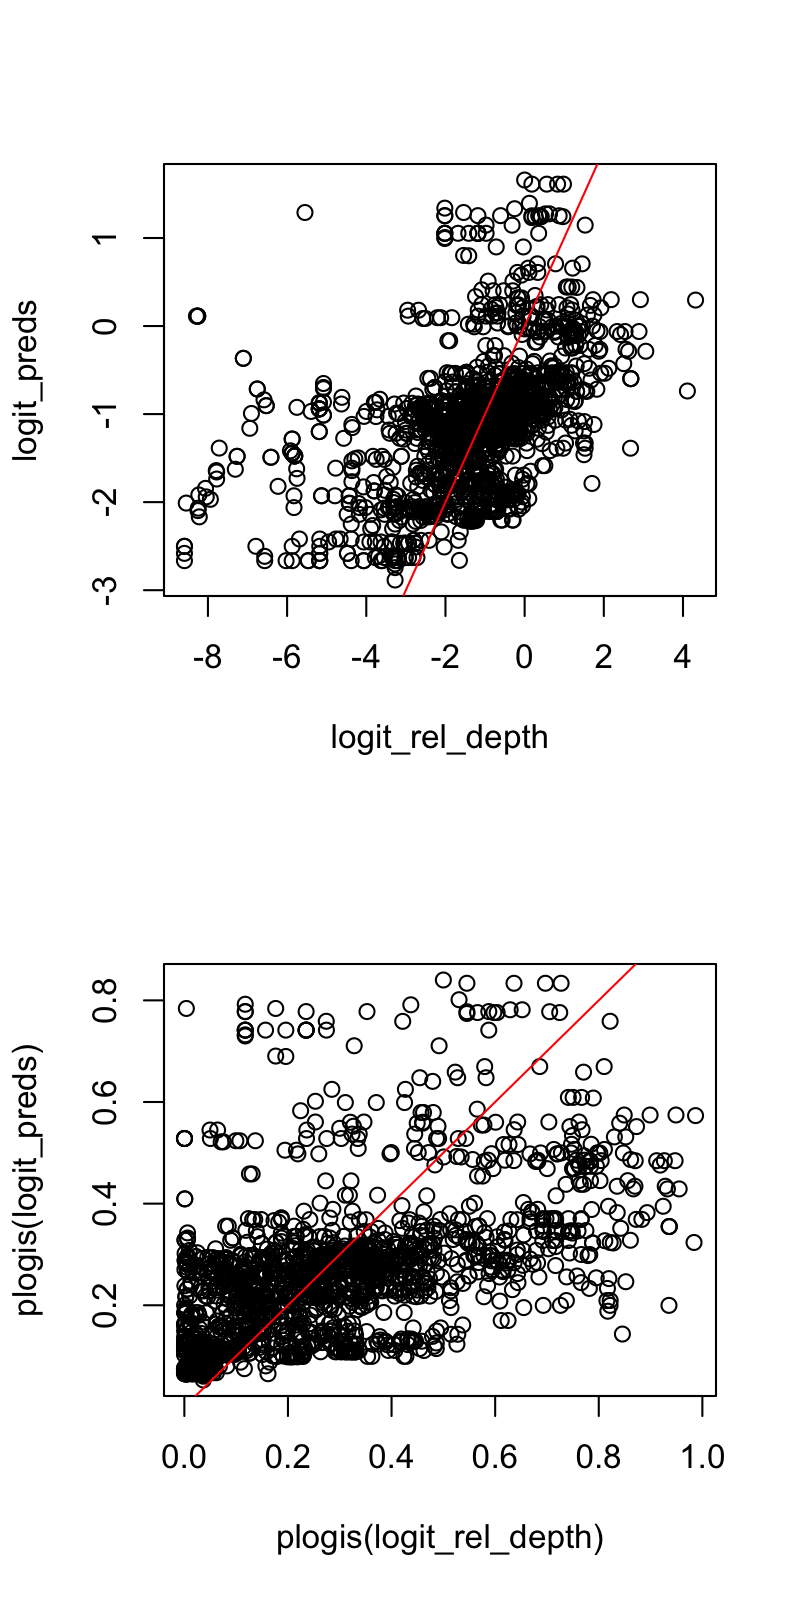 1
0
-1
-2
-3
logit_preds
-8 -6 -4 -2 0 2 4
logit_rel_depth
0.8
0.6
0.4
0.2
plogis(logit_preds)
0.0 0.2 0.4 0.6 0.8 1.0
plogis(logit_rel_depth)